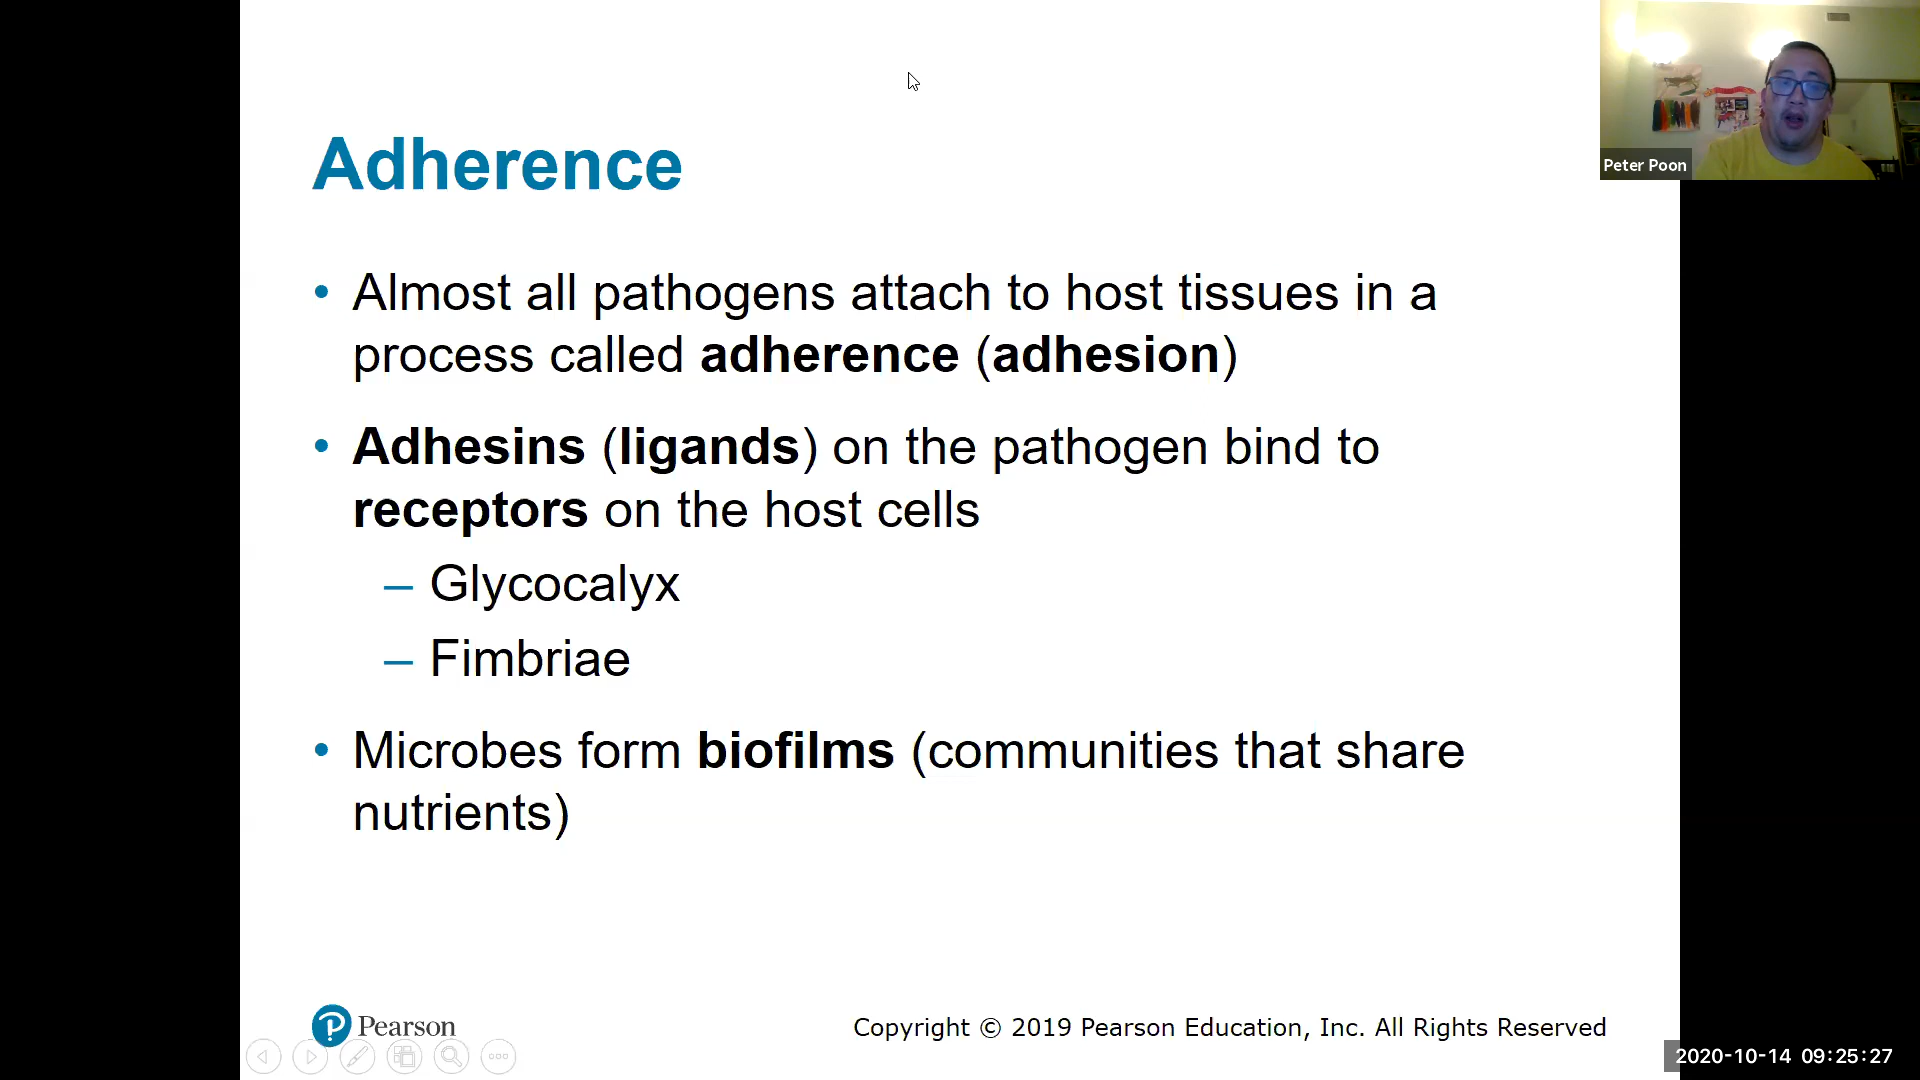 Peter Poon
Adherence
• Almost all pathogens attach to host tissues in a
process called adherence (adhesion)
• Adhesins (ligands) on the pathogen bind to
receptors on the host cells
– Glycocalyx
– Fimbriae
• Microbes form biofilms (communities that share
nutrients)
Pearson
Copyright © 2019 Pearson Education, Inc. All Rights Reserved
2020-10-14 09:25:27